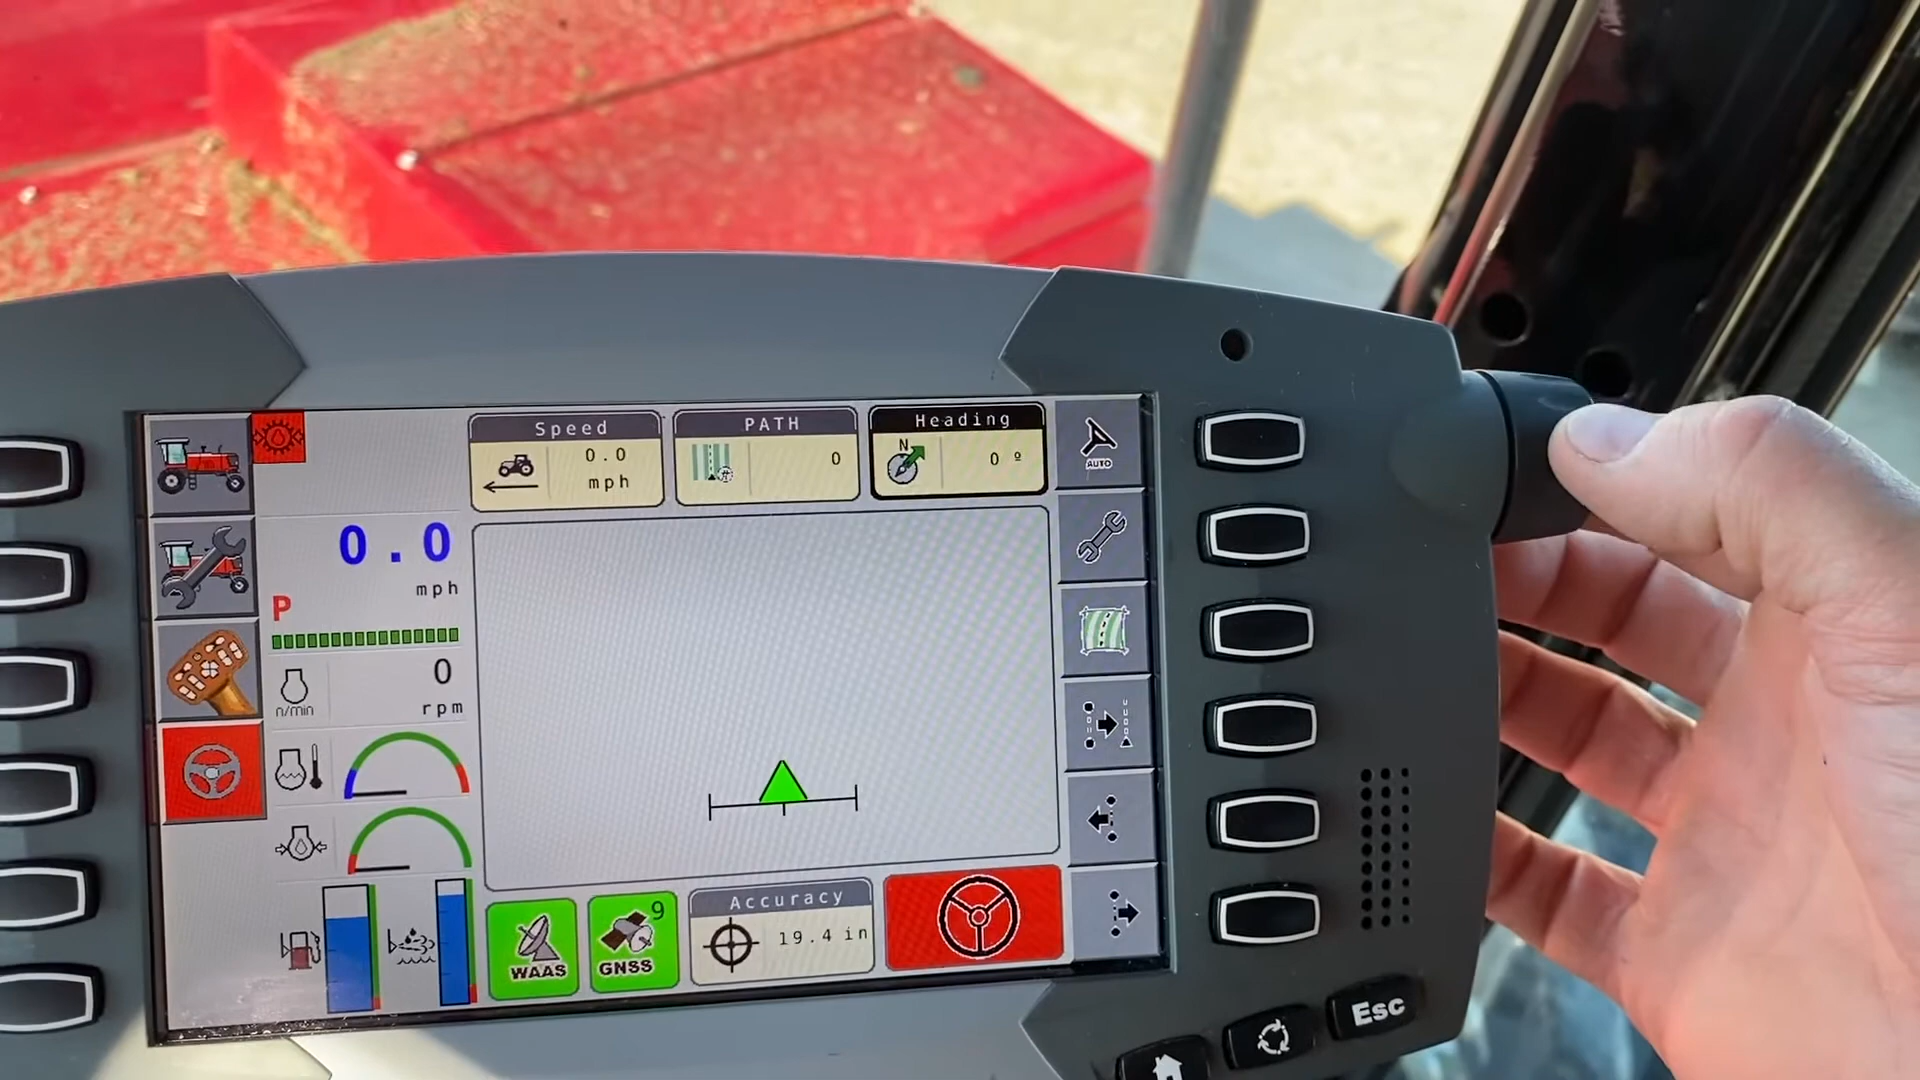 Speed
0.0
mph
PATH
0
Heading
N
0 º
AUTO
0.0
mph
P
0
rpm
n/min
WAAS
9
GNSS
Accuracy
19.4 in
Esc